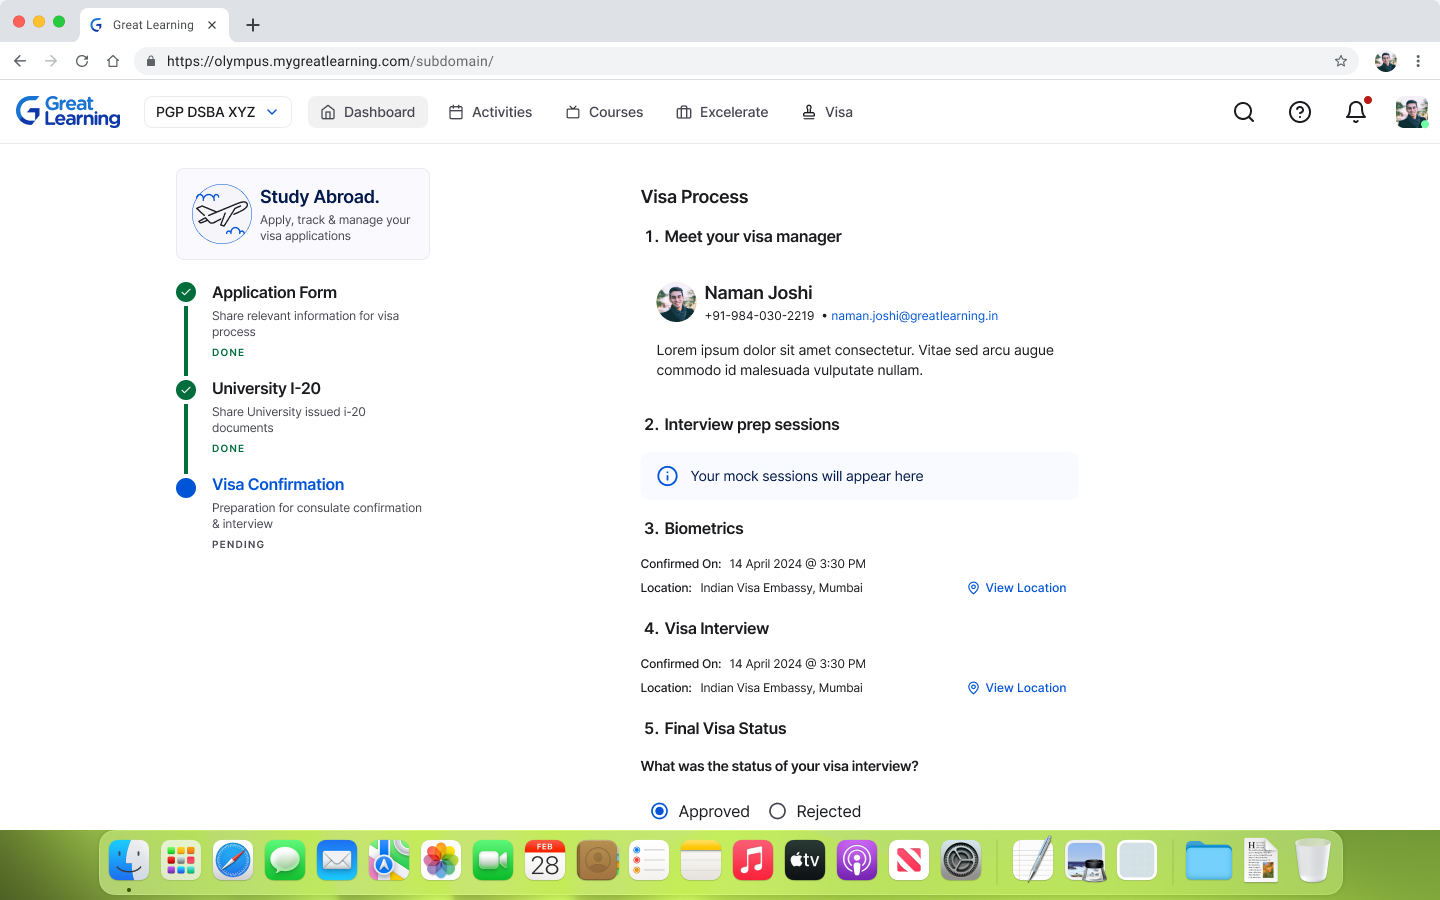 Great Learning
https://olympus.mygreatlearning.com/subdomain/
Great
Learning
PGP DSBA XYZ
Dashboard
Activities
Courses
Excelerate
Visa
Study Abroad.
Apply, track & manage your
visa applications
Application Form
Share relevant information for visa
process
DONE
University I-20
Share University issued i-20
documents
DONE
Visa Confirmation
Preparation for consulate confirmation
& interview
PENDING
Visa Process
1. Meet your visa manager
Naman Joshi
+91-984-030-2219 • naman.joshi@greatlearning.in
Lorem ipsum dolor sit amet consectetur. Vitae sed arcu augue
commodo id malesuada vulputate nullam.
2. Interview prep sessions
Your mock sessions will appear here
3. Biometrics
Confirmed On: 14 April 2024 @ 3:30 PM
Location: Indian Visa Embassy, Mumbai
View Location
4. Visa Interview
Confirmed On: 14 April 2024 @ 3:30 PM
Location: Indian Visa Embassy, Mumbai
View Location
5. Final Visa Status
What was the status of your visa interview?
Approved
Rejected
FEB
28
tv